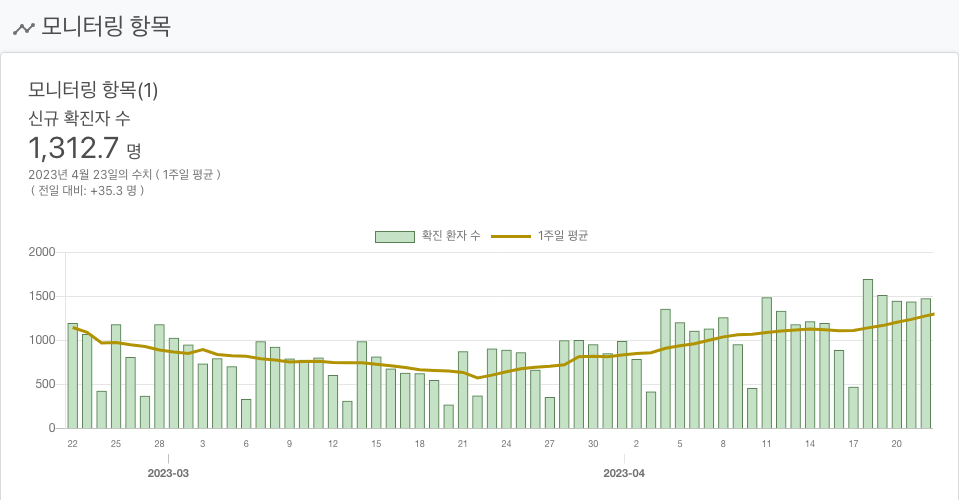 모니터링 항목
모니터링 항목(1)
신규 확진자 수
1,312.7 명
2023년 4월 23일의 수치 ( 1주일 평균 )
( 전일 대비: +35.3 명 )
확진 환자 수 1주일 평균
2000
1500
1000
500
0
22 25 28 3 6 9 12 15 18 21 24 27 30 2 5 8 11 14 17 20
2023-03 2023-04